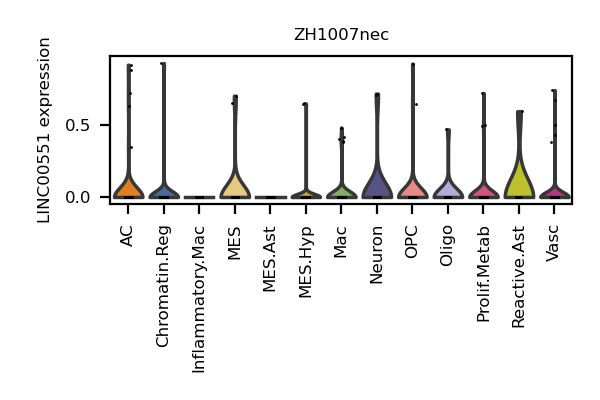 ZH1007nec
LINC00551 expression
0.5
0.0
AC
Chromatin.Reg
Inflammatory.Mac
MES
MES.Ast
MES.Hyp
Mac
Neuron
OPC
Oligo
Prolif.Metab
Reactive.Ast
Vasc